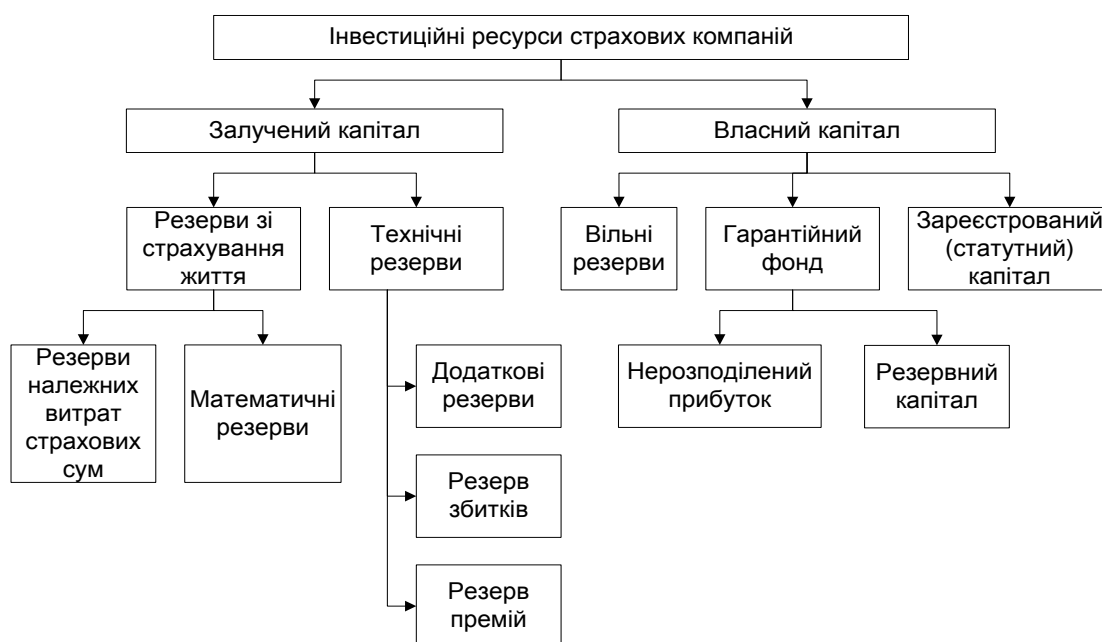 Інвестиційні ресурси страхових компаній
Залучений капітал
Власний капітал
Резерви зі
страхування
життя
Технічні
резерви
Вільні
резерви
Гарантійний
фонд
Зареєстрований
(статутний)
капітал
Резерви
належних
витрат
страхових
сум
Математичні
резерви
Додаткові
резерви
Нерозподілений
прибуток
Резервний
капітал
Резерв
збитків
Резерв
премій